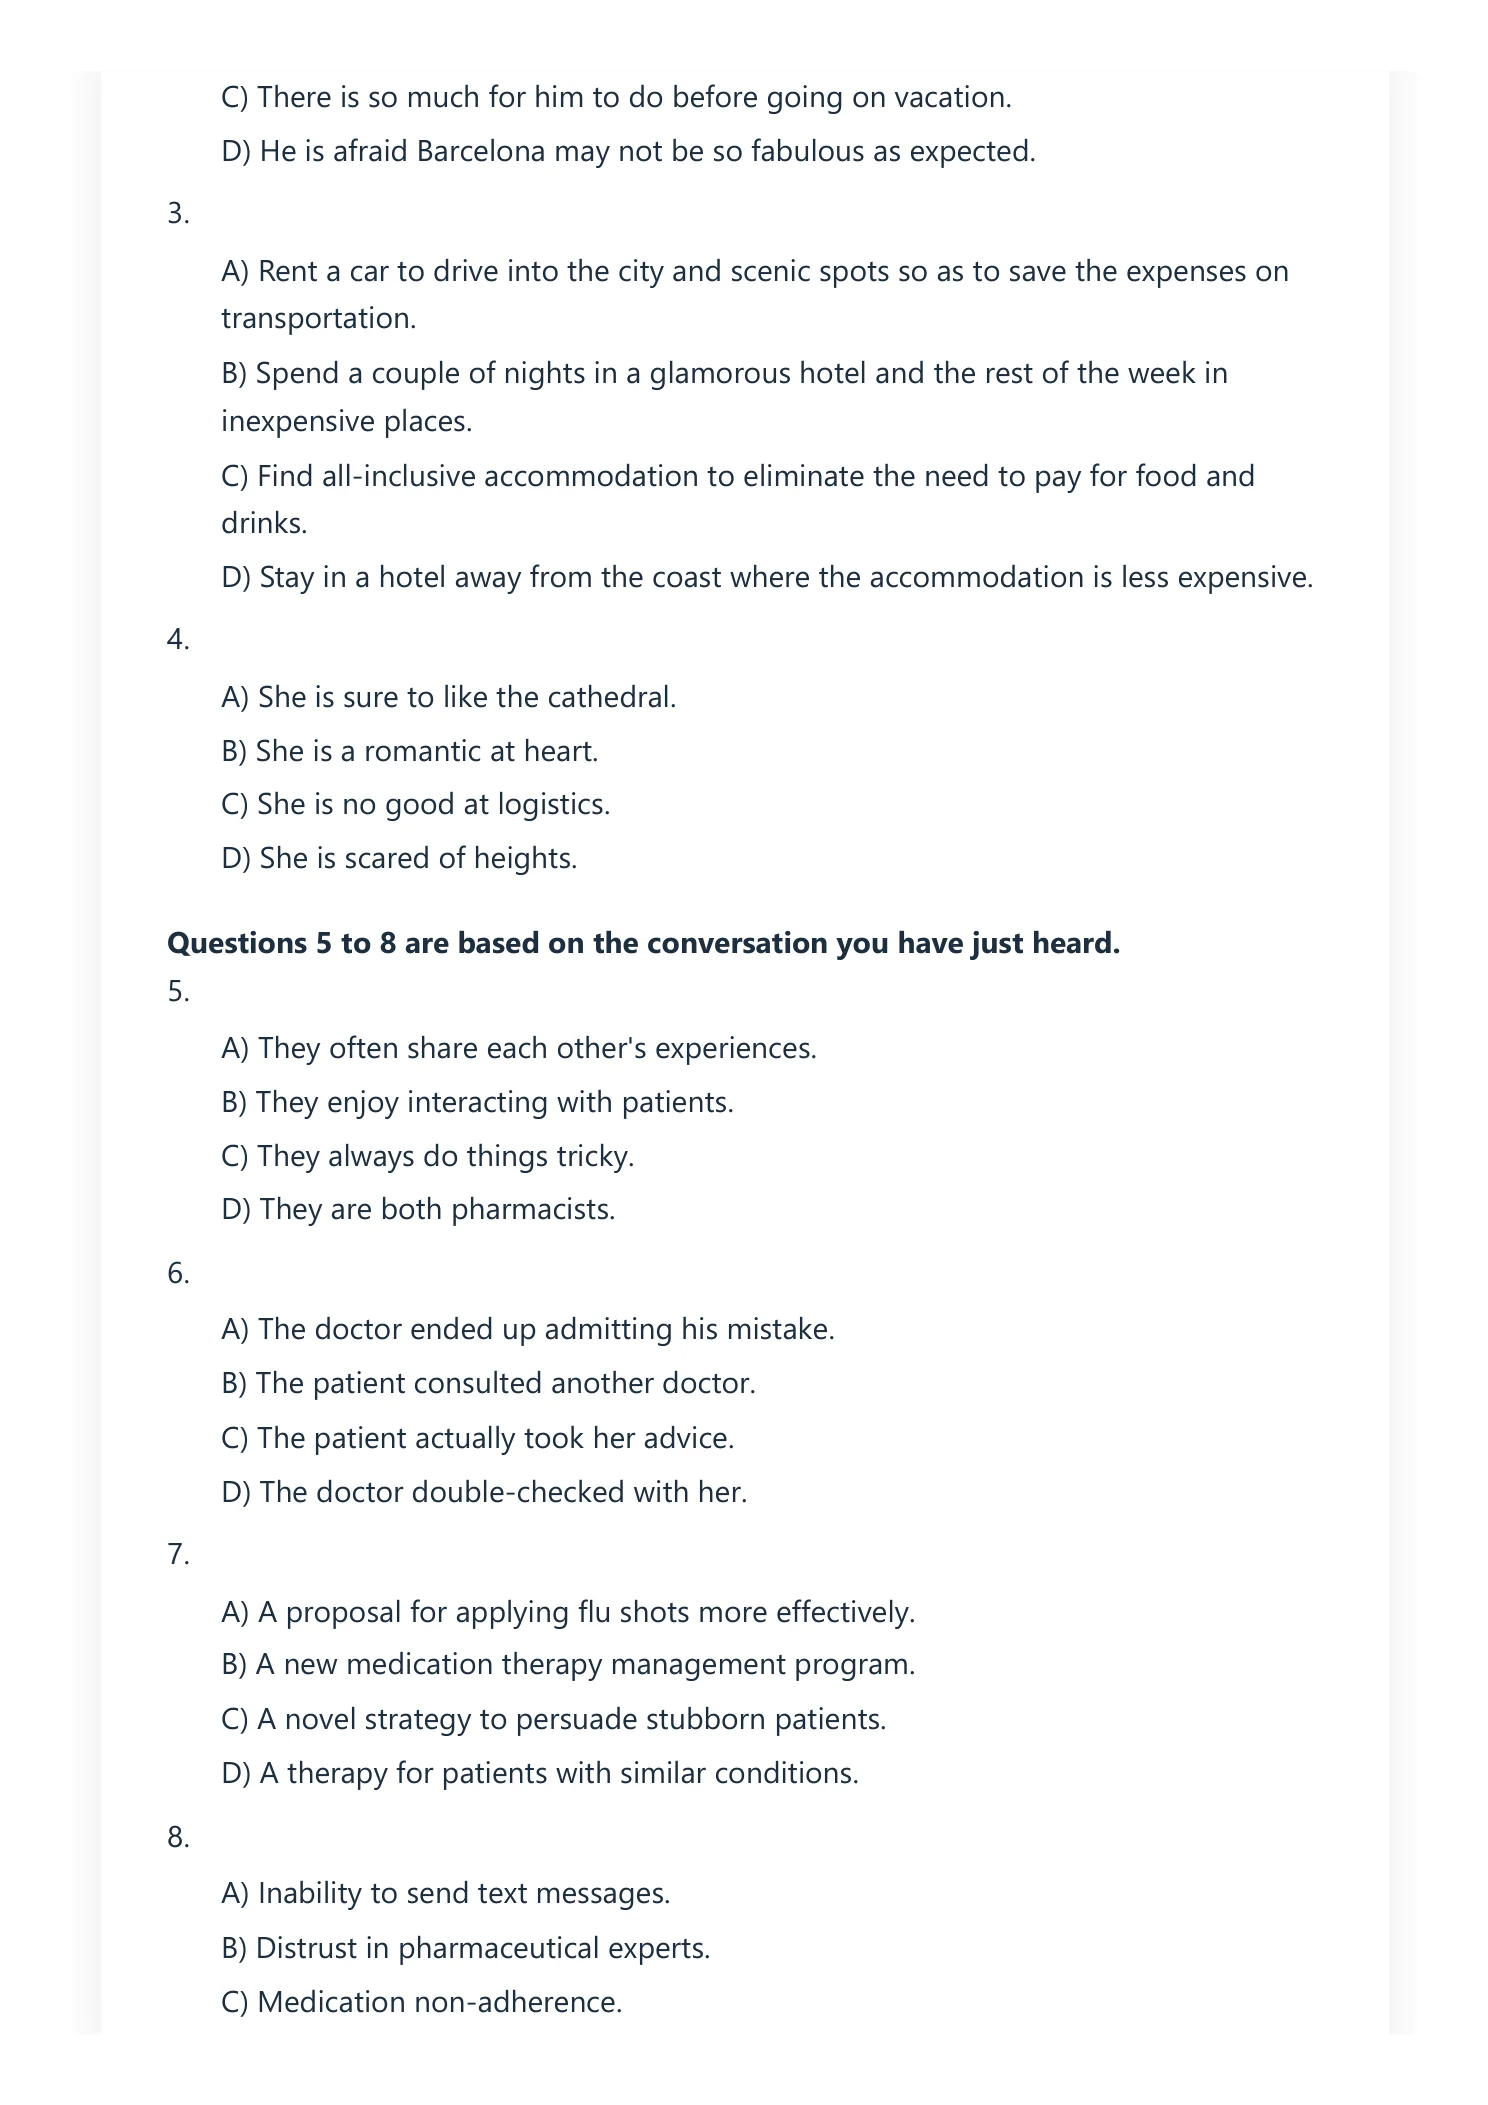 C) There is so much for him to do before going on vacation.
D) He is afraid Barcelona may not be so fabulous as expected.
3.
A) Rent a car to drive into the city and scenic spots so as to save the expenses on
transportation.
B) Spend a couple of nights in a glamorous hotel and the rest of the week in
inexpensive places.
C) Find all-inclusive accommodation to eliminate the need to pay for food and
drinks.
D) Stay in a hotel away from the coast where the accommodation is less expensive.
4.
A) She is sure to like the cathedral.
B) She is a romantic at heart.
C) She is no good at logistics.
D) She is scared of heights.
Questions 5 to 8 are based on the conversation you have just heard.
5.
A) They often share each other's experiences.
B) They enjoy interacting with patients.
C) They always do things tricky.
D) They are both pharmacists.
6.
A) The doctor ended up admitting his mistake.
B) The patient consulted another doctor.
C) The patient actually took her advice.
D) The doctor double-checked with her.
7.
A) A proposal for applying flu shots more effectively.
B) A new medication therapy management program.
C) A novel strategy to persuade stubborn patients.
D) A therapy for patients with similar conditions.
8.
A) Inability to send text messages.
B) Distrust in pharmaceutical experts.
C) Medication non-adherence.